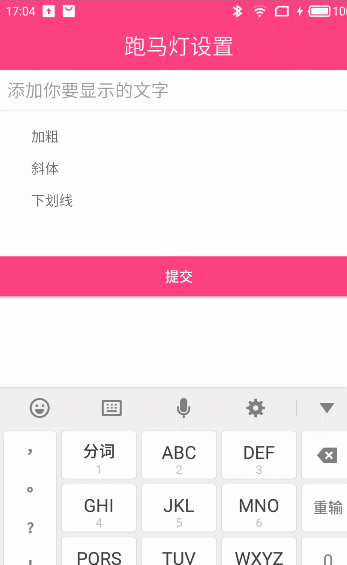 17:04 100
跑马灯设置
添加你要显示的文字
加粗
斜体
下划线
提交
， 分词 ABC DEF
1 2 3
。 GHI JKL MNO 重输
4 5 6
? PQRS TUV WXYZ 0